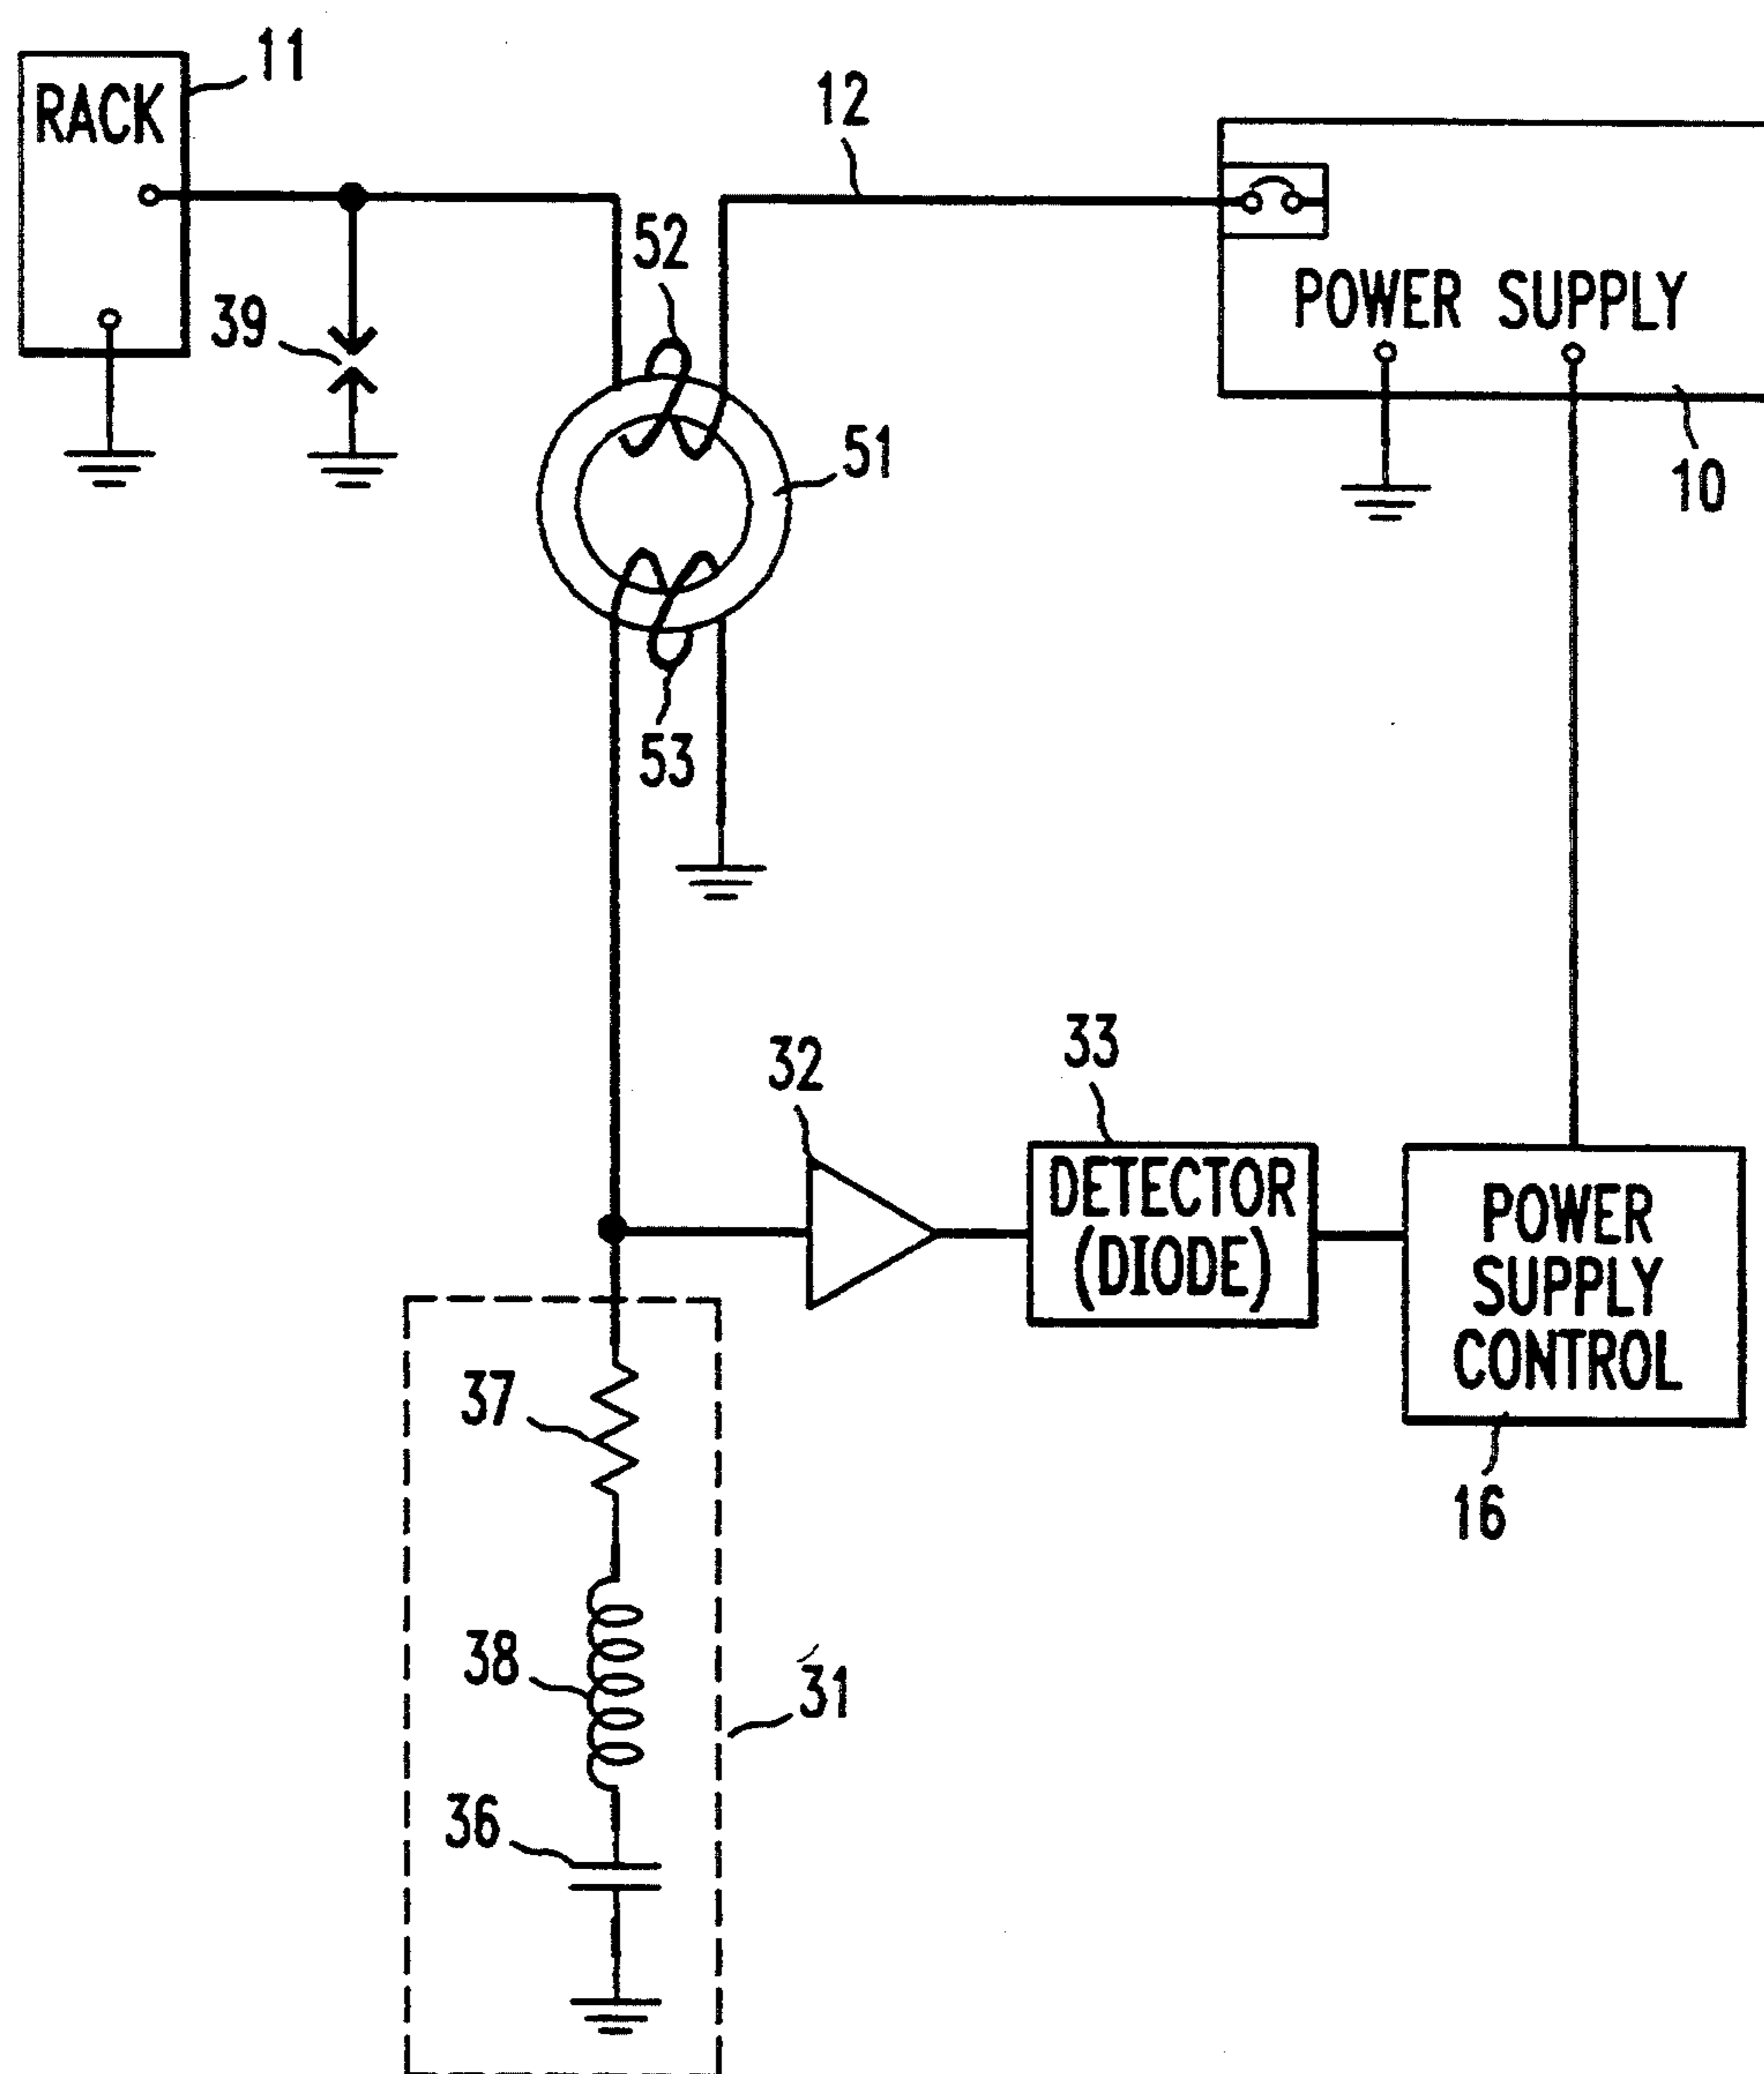 11
RACK
12
52
39
POWER SUPPLY
51
10
53
33
32
DETECTOR
(DIODE)
POWER
SUPPLY
CONTROL
37
16
38
31
36